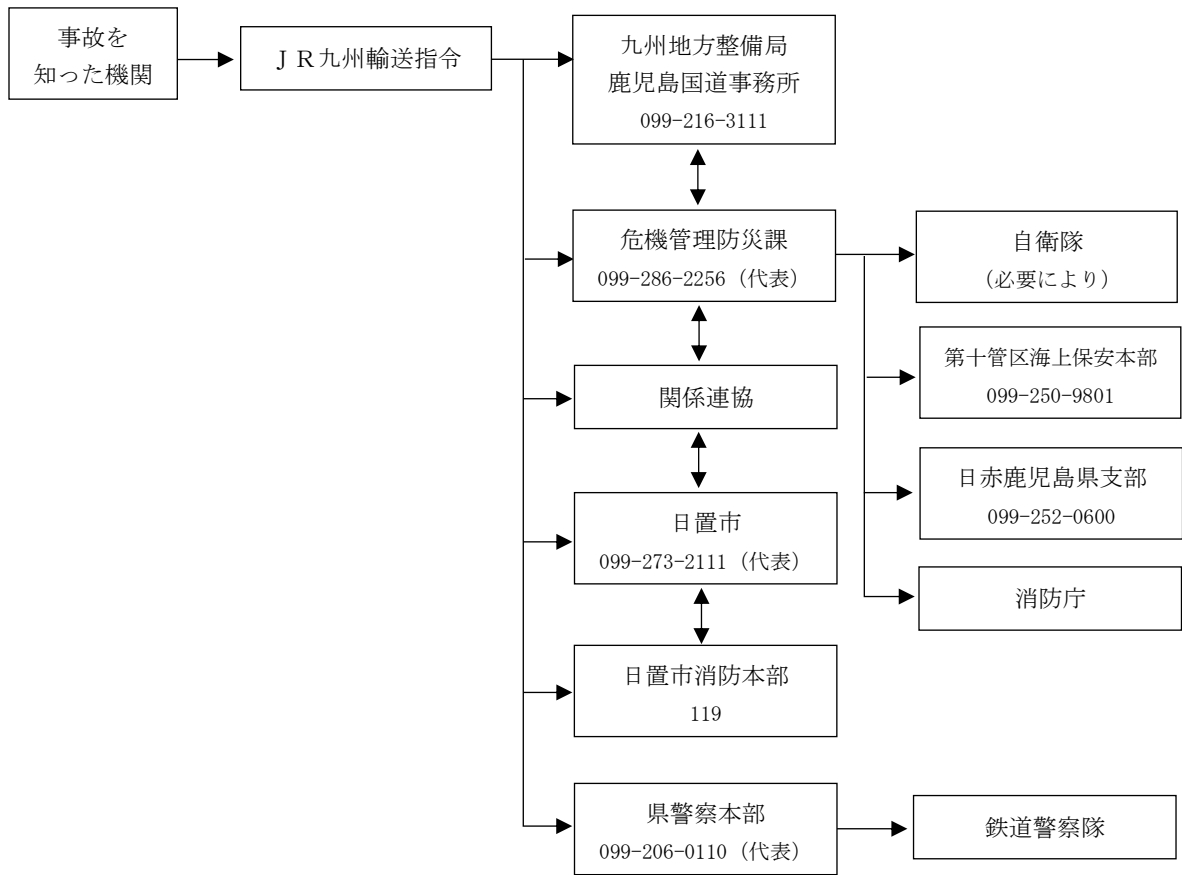 事故を
知った機関
ＪＲ九州輸送指令
九州地方整備局
鹿児島国道事務所
099-216-3111
危機管理防災課
099-286-2256（代表）
関係連協
日置市
099-273-2111（代表）
日置市消防本部
119
県警察本部
099-206-0110（代表）
自衛隊
（必要により）
第十管区海上保安本部
099-250-9801
日赤鹿児島県支部
099-252-0600
消防庁
鉄道警察隊